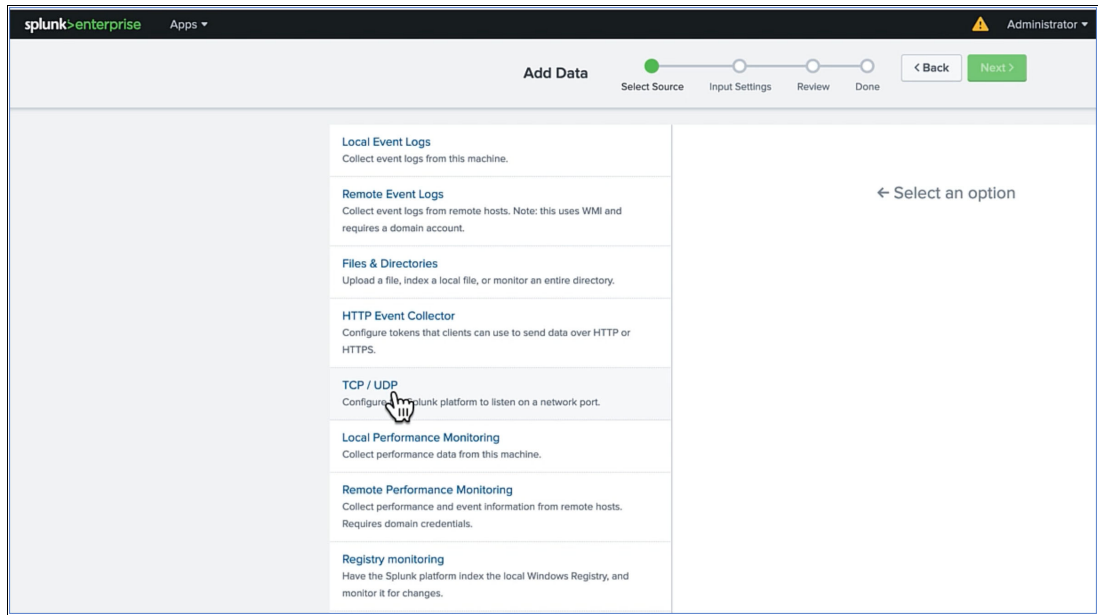 splunk>enterprise Apps ▾ Administrator ▾
Add Data
Select Source Input Settings Review Done
< Back Next >
Local Event Logs
Collect event logs from this machine.
Remote Event Logs
Collect event logs from remote hosts. Note: this uses WMI and
requires a domain account.
Files & Directories
Upload a file, index a local file, or monitor an entire directory.
HTTP Event Collector
Configure tokens that clients can use to send data over HTTP or
HTTPS.
TCP / UDP
Configure Splunk platform to listen on a network port.
Local Performance Monitoring
Collect performance data from this machine.
Remote Performance Monitoring
Collect performance and event information from remote hosts.
Requires domain credentials.
Registry monitoring
Have the Splunk platform index the local Windows Registry, and
monitor it for changes.
← Select an option